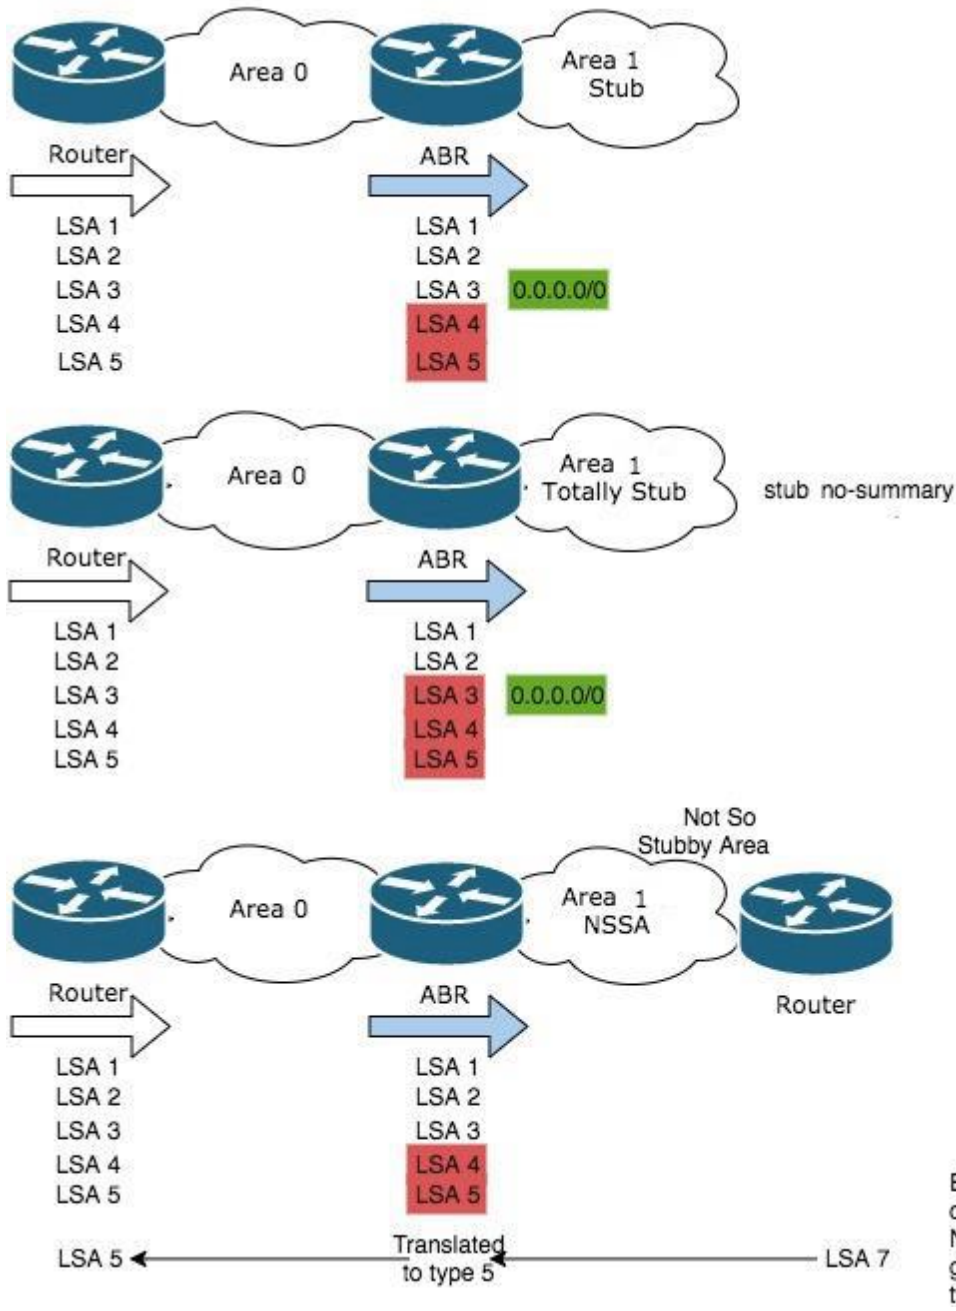 Area 0
Area 1
Stub
Router
ABR
LSA 1
LSA 2
LSA 3
LSA 4
LSA 5
LSA 1
LSA 2
LSA 3 0.0.0.0/0
LSA 4
LSA 5
Area 0
Area 1
Totally Stub
stub no-summary
Router
ABR
LSA 1
LSA 2
LSA 3
LSA 4
LSA 5
LSA 1
LSA 2
LSA 3 0.0.0.0/0
LSA 4
LSA 5
Not So
Stubby Area
Area 0
Area 1
NSSA
Router
ABR
Router
LSA 1
LSA 2
LSA 3
LSA 4
LSA 5
LSA 1
LSA 2
LSA 3
LSA 4
LSA 5
LSA 5
Translated
to type 5
LSA 7